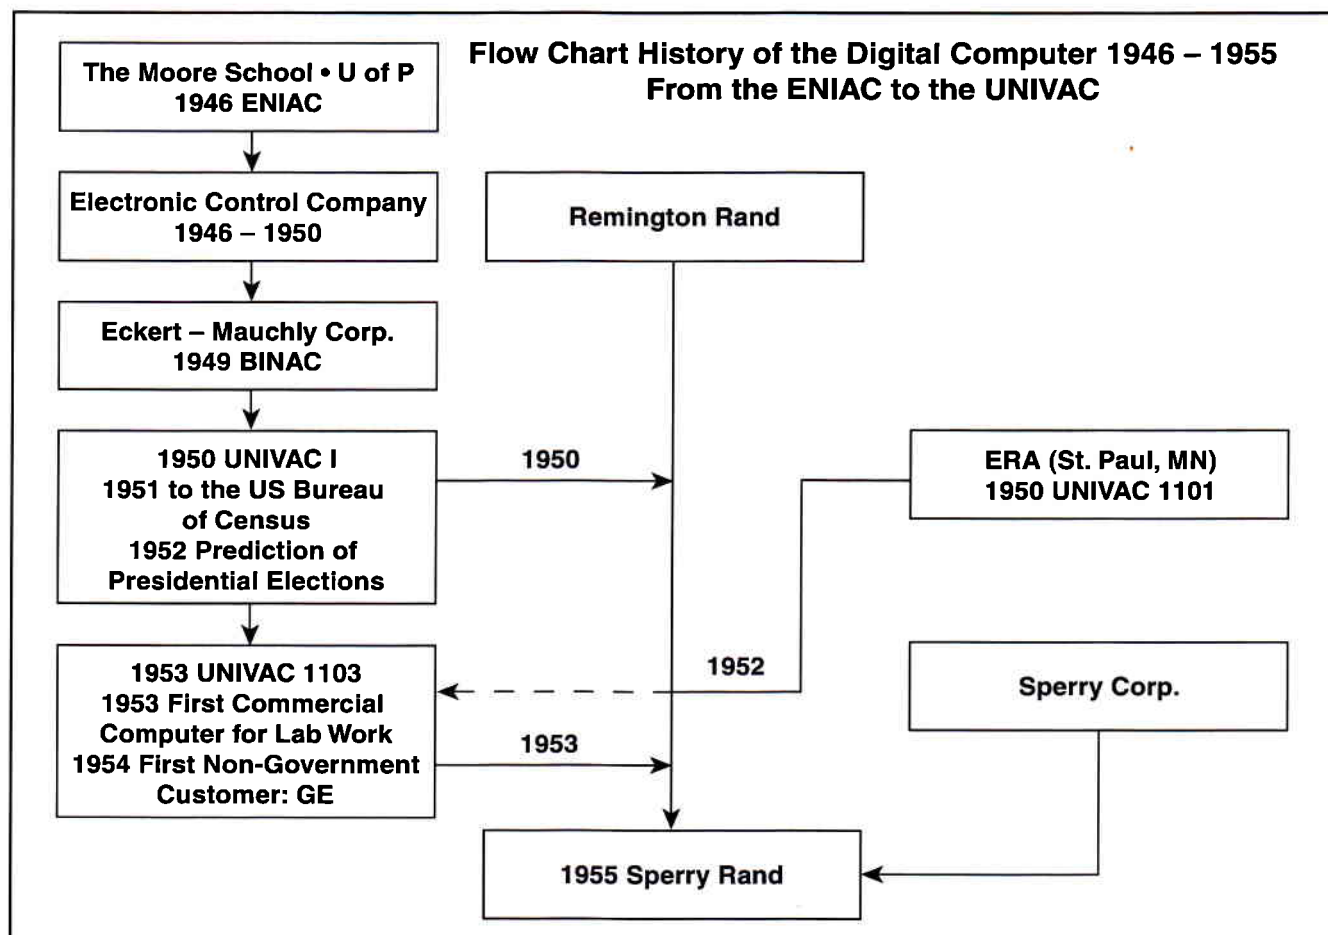 Flow Chart History of the Digital Computer 1946 – 1955
From the ENIAC to the UNIVAC
The Moore School • U of P
1946 ENIAC
Electronic Control Company
1946 – 1950
Remington Rand
Eckert – Mauchly Corp.
1949 BINAC
1950 UNIVAC I
1951 to the US Bureau
of Census
1952 Prediction of
Presidential Elections
1950
ERA (St. Paul, MN)
1950 UNIVAC 1101
1953 UNIVAC 1103
1953 First Commercial
Computer for Lab Work
1954 First Non-Government
Customer: GE
1952
1953
Sperry Corp.
1955 Sperry Rand